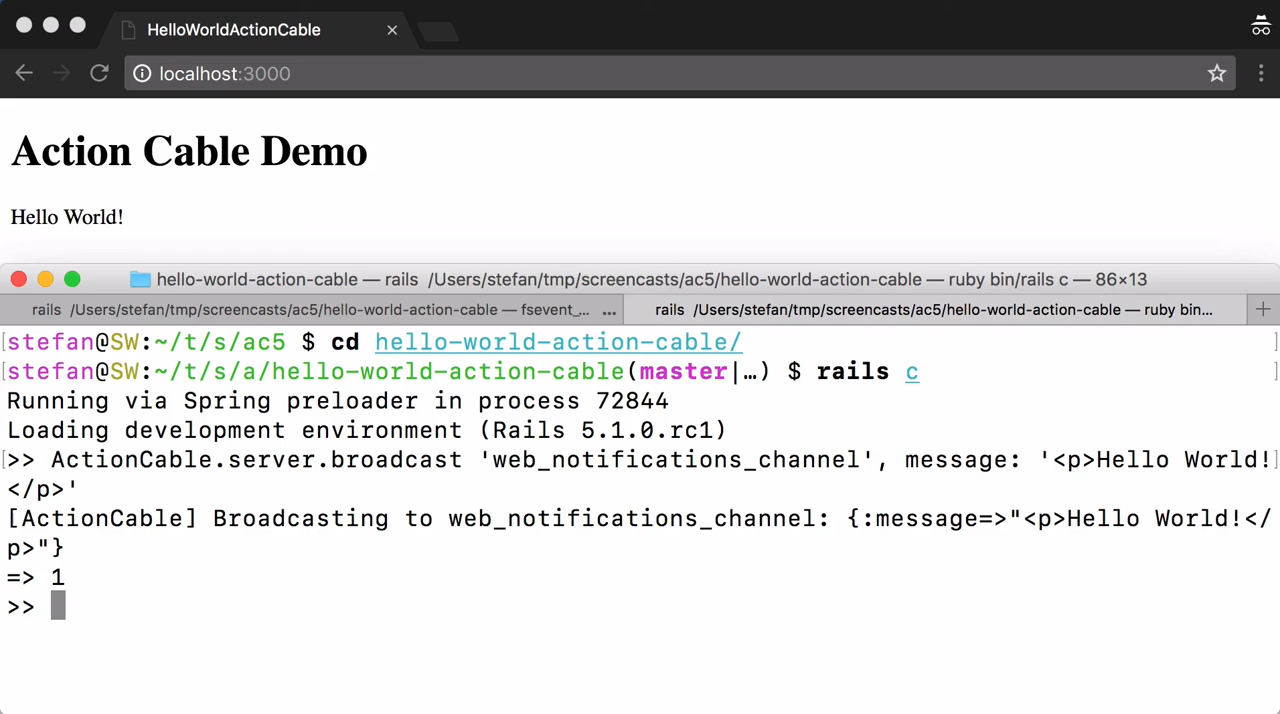 HelloWorldActionCable
localhost:3000
Action Cable Demo
Hello World!
hello-world-action-cable — rails  /Users/stefan/tmp/screencasts/ac5/hello-world-action-cable — ruby bin/rails c — 86×13
rails  /Users/stefan/tmp/screencasts/ac5/hello-world-action-cable — fsevent_... ...
rails  /Users/stefan/tmp/screencasts/ac5/hello-world-action-cable — ruby bin...
[stefan@SW:~/t/s/ac5 $ cd hello-world-action-cable/ ]
[stefan@SW:~/t/s/a/hello-world-action-cable(master|…) $ rails c ]
Running via Spring preloader in process 72844
Loading development environment (Rails 5.1.0.rc1)
[>> ActionCable.server.broadcast 'web_notifications_channel', message: '<p>Hello World!]
</p>'
[ActionCable] Broadcasting to web_notifications_channel: {:message=>"<p>Hello World!</
p>"}
=> 1
>>